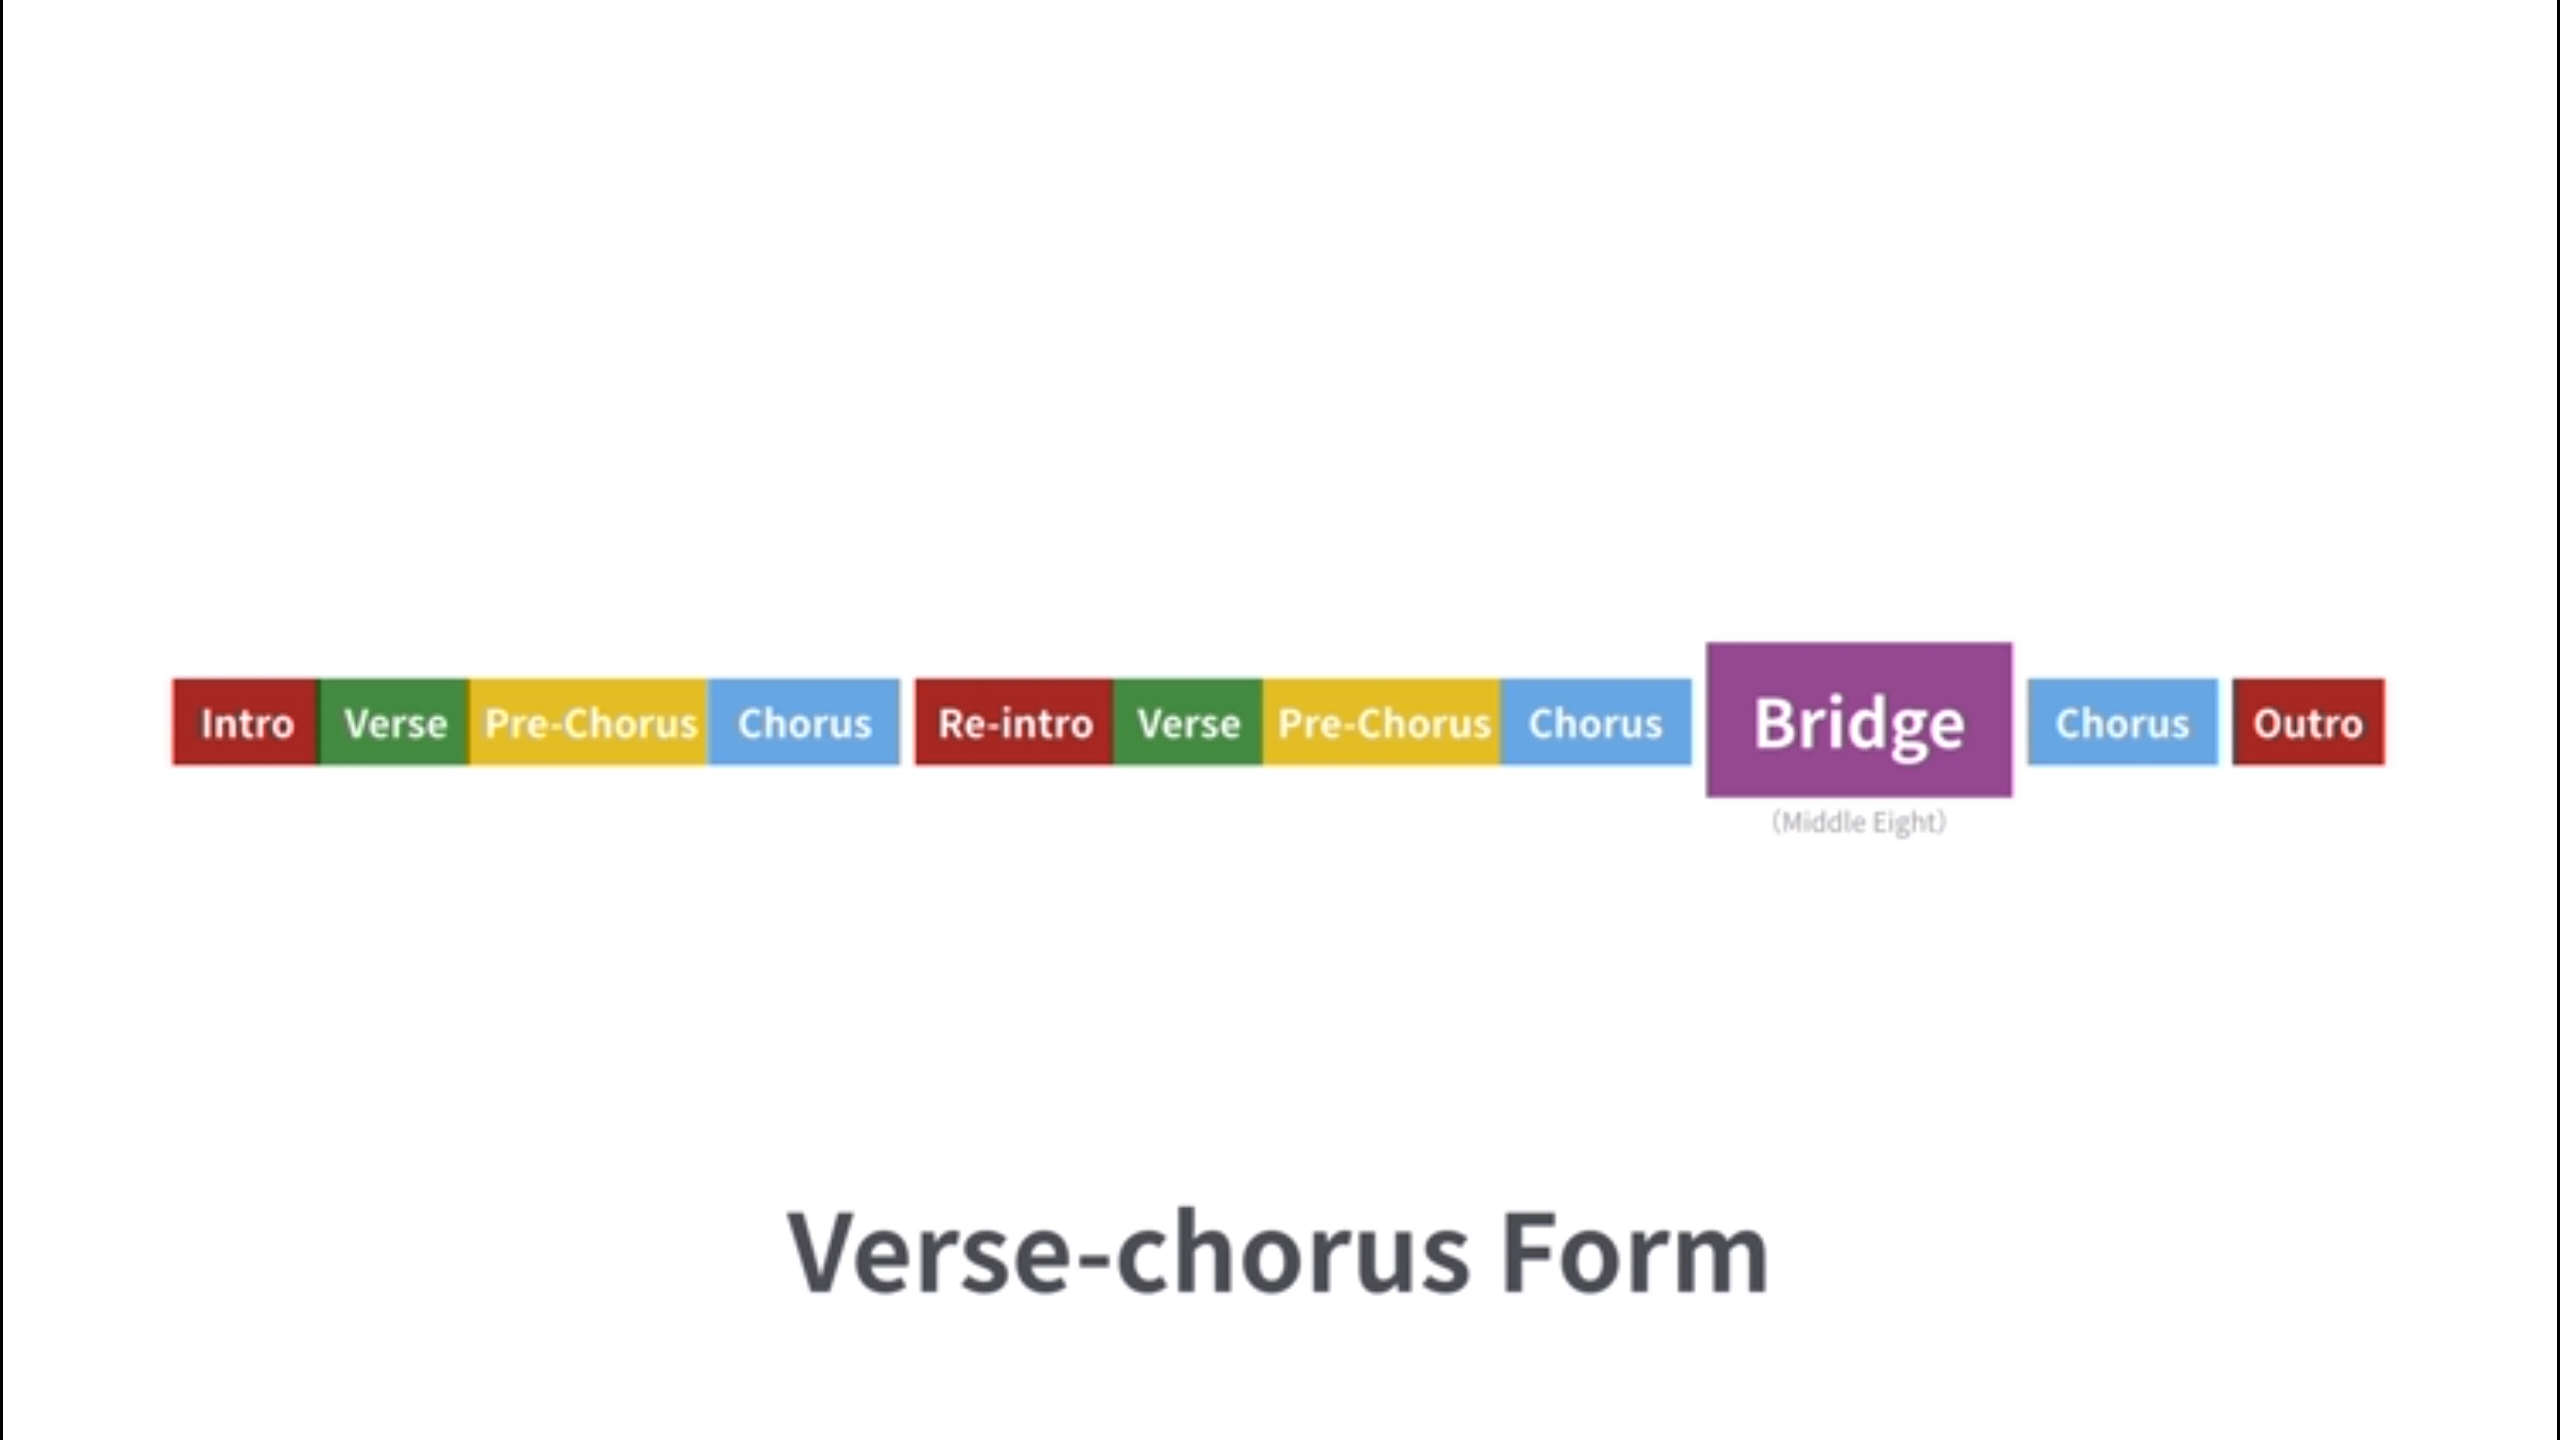 Intro Verse Pre-Chorus Chorus Re-intro Verse Pre-Chorus Chorus Bridge Chorus Outro
(Middle Eight)
Verse-chorus Form